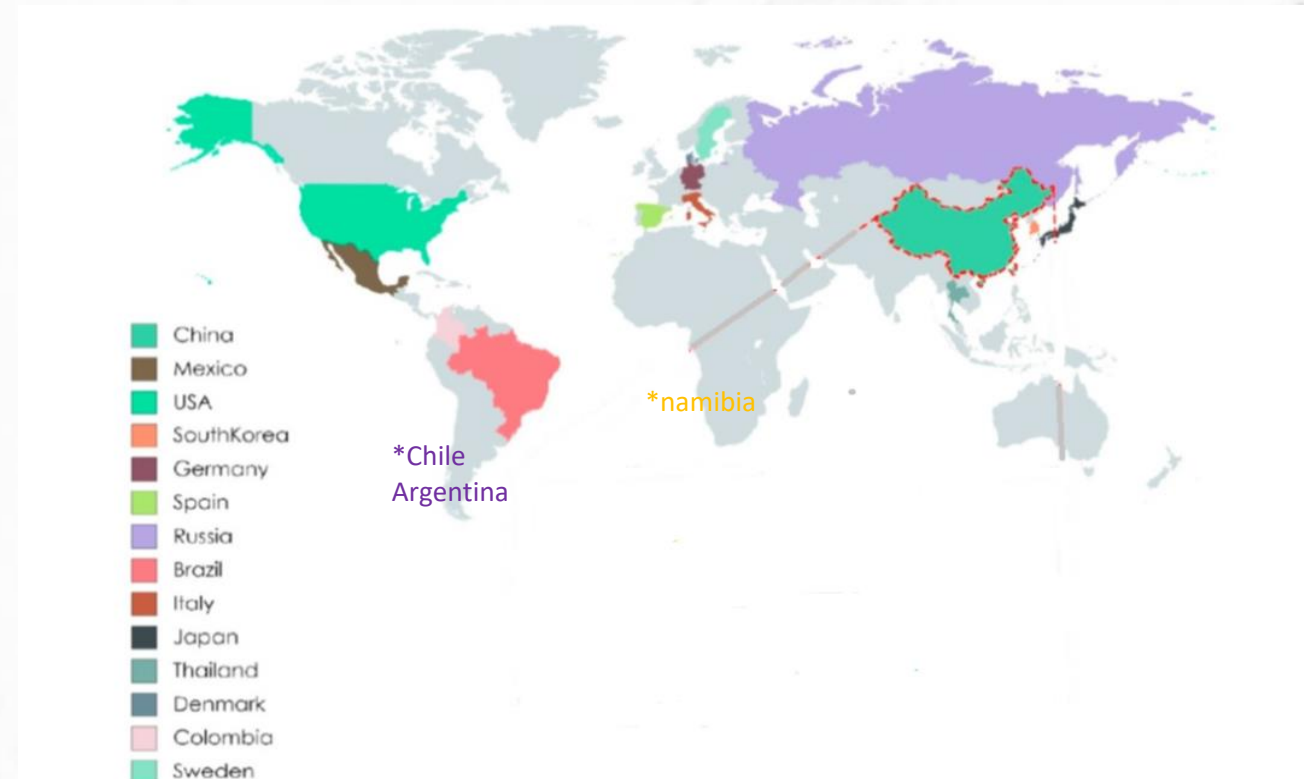 *namibia
*Chile
Argentina
China
Mexico
USA
SouthKorea
Germany
Spain
Russia
Brazil
Italy
Japan
Thailand
Denmark
Colombia
Sweden